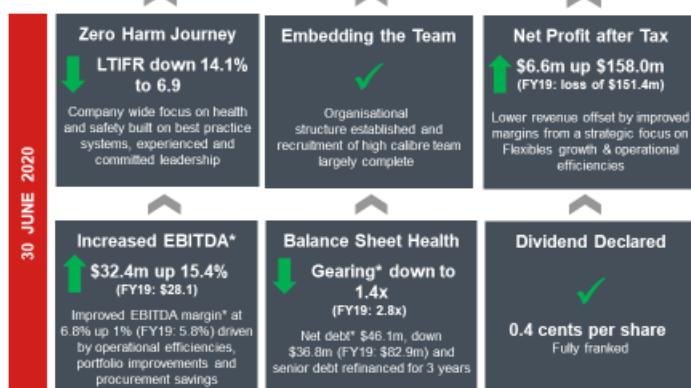 30 JUNE 2020
Zero Harm Journey
LTIFR down 14.1%
to 6.9
Company wide focus on health
and safety built on best practice
systems, experienced and
committed leadership
Embedding the Team
Organisational
structure established and
recruitment of high calibre team
largely complete
Net Profit after Tax
$6.6m up $158.0m
(FY19: loss of $151.4m)
Lower revenue offset by improved
margins from a strategic focus on
Flexibles growth & operational
efficiencies
Increased EBITDA*
$32.4m up 15.4%
(FY19: $28.1)
Improved EBITDA margin* at
6.8% up 1% (FY19: 5.8%) driven
by operational efficiencies,
portfolio improvements and
procurement savings
Balance Sheet Health
Gearing* down to
1.4x
(FY19: 2.8x)
Net debt* $46.1m, down
$36.8m (FY19: $82.9m) and
senior debt refinanced for 3 years
Dividend Declared
0.4 cents per share
Fully franked